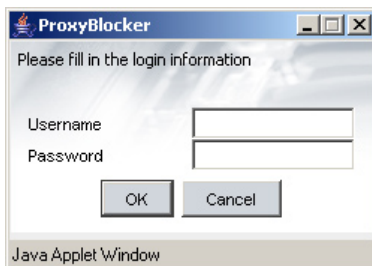 ProxyBlocker
Please fill in the login information
Username
Password
OK Cancel
Java Applet Window